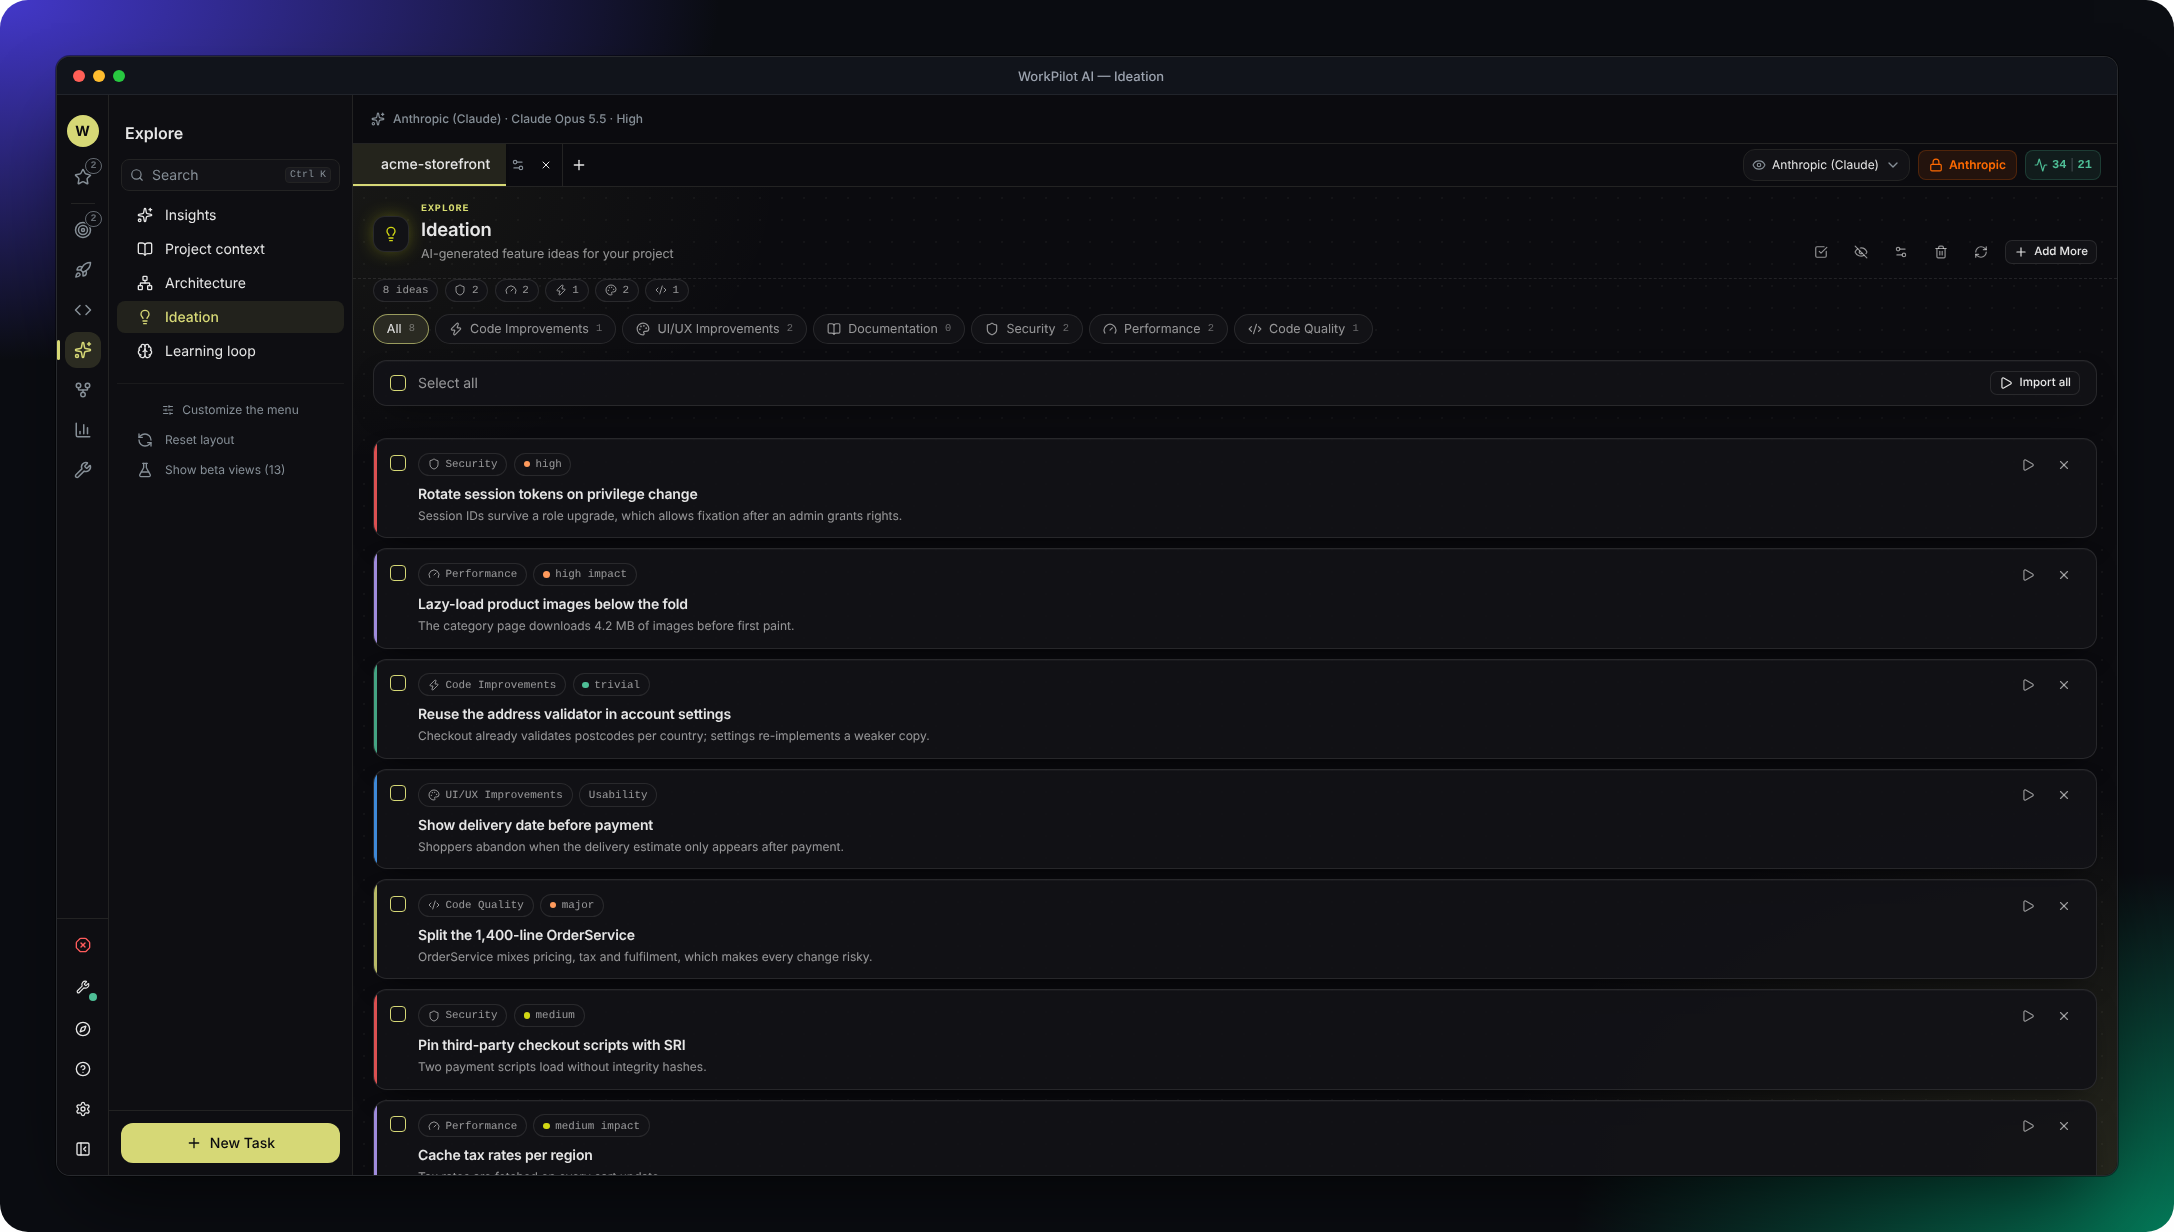 WorkPilot AI — Ideation
W
2
2
Explore
Search
Ctrl K
Insights
Project context
Architecture
Ideation
Learning loop
Customize the menu
Reset layout
Show beta views (13)
New Task
Anthropic (Claude) · Claude Opus 5.5 · High
acme-storefront
Anthropic (Claude)
Anthropic
34 21
EXPLORE
Ideation
AI-generated feature ideas for your project
Add More
8 ideas 2 2 1 2 1
All 8 Code Improvements 1 UI/UX Improvements 2 Documentation 0 Security 2 Performance 2 Code Quality 1
Select all
Import all
Security high
Rotate session tokens on privilege change
Session IDs survive a role upgrade, which allows fixation after an admin grants rights.
Performance high impact
Lazy-load product images below the fold
The category page downloads 4.2 MB of images before first paint.
Code Improvements trivial
Reuse the address validator in account settings
Checkout already validates postcodes per country; settings re-implements a weaker copy.
UI/UX Improvements Usability
Show delivery date before payment
Shoppers abandon when the delivery estimate only appears after payment.
Code Quality major
Split the 1,400-line OrderService
OrderService mixes pricing, tax and fulfilment, which makes every change risky.
Security medium
Pin third-party checkout scripts with SRI
Two payment scripts load without integrity hashes.
Performance medium impact
Cache tax rates per region